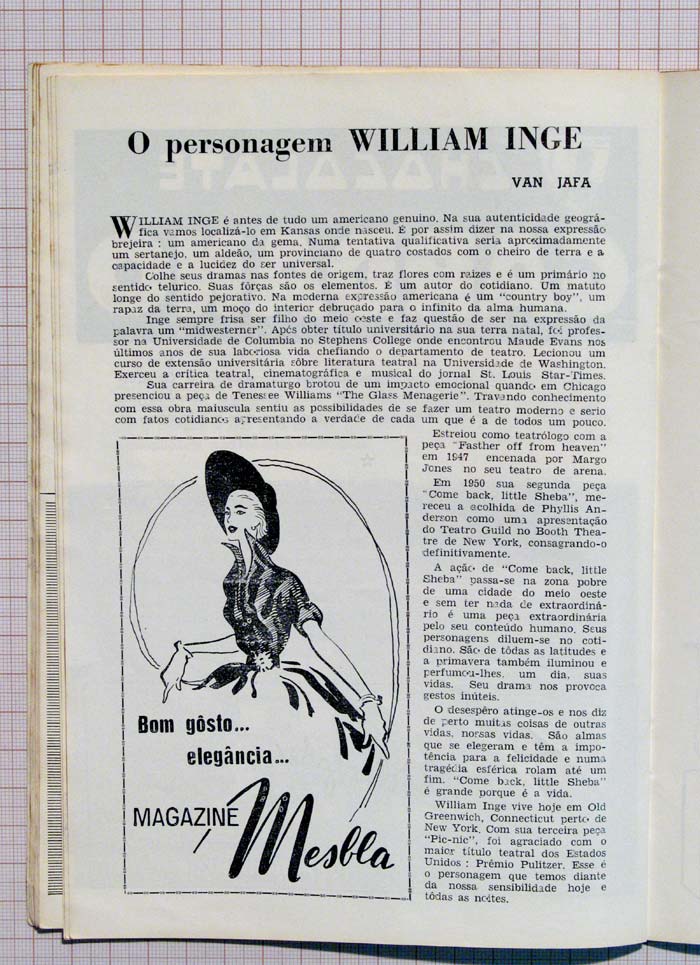 O personagem WILLIAM INGE
VAN JAFA
WILLIAM INGE é antes de tudo um americano genuino. Na sua autenticidade geográ-
fica vamos localizá-lo em Kansas onde nasceu. É por assim dizer na nossa expressão
brejeira : um americano da gema. Numa tentativa qualificativa seria aproximadamente
um sertanejo, um aldeão, um provinciano de quatro costados com o cheiro de terra e a
capacidade e a lucidez do ser universal.
Colhe seus dramas nas fontes de origem, traz flores com raizes e é um primário no
sentido telurico. Suas fôrças são os elementos. É um autor do cotidiano. Um matuto
longe do sentido pejorativo. Na moderna expressão americana é um "country boy", um
rapaz da terra, um moço do interior debruçado para o infinito da alma humana.
Inge sempre frisa ser filho do meio oeste e faz questão de ser na expressão da
palavra um "midwesterner". Após obter título universitário na sua terra natal, foi profes-
sor na Universidade de Columbia no Stephens College onde encontrou Maude Evans nos
últimos anos de sua laboriosa vida chefiando o departamento de teatro. Lecionou um
curso de extensão universitária sôbre literatura teatral na Universidade de Washington.
Exerceu a crítica teatral, cinematográfica e musical do jornal St. Louis Star-Times.
Sua carreira de dramaturgo brotou de um impacto emocional quando em Chicago
presenciou a peça de Tenessee Williams "The Glass Menagerie". Travando conhecimento
com essa obra maiuscula sentiu as possibilidades de se fazer um teatro moderno e serio
com fatos cotidianos apresentando a verdade de cada um que é a de todos um pouco.
Estreiou como teatrólogo com a
peça "Fasther off from heaven"
em 1947 encenada por Margo
Jones no seu teatro de arena.
Em 1950 sua segunda peça
"Come back, little Sheba", me-
receu a acolhida de Phyllis An-
derson como uma apresentação
do Teatro Guild no Booth Thea-
tre de New York, consagrando-o
definitivamente.
A ação de "Come back, little
Sheba" passa-se na zona pobre
de uma cidade do meio oeste
e sem ter nada de extraordiná-
rio é uma peça extraordinária
pelo seu conteúdo humano. Seus
personagens diluem-se no coti-
diano. São de tôdas as latitudes e
a primavera também iluminou e
perfumou-lhes, um dia, suas
vidas. Seu drama nos provoca
gestos inúteis.
O desespêro atinge-os e nos diz
de perto muitas coisas de outras
vidas, nossas vidas. São almas
que se elegeram e têm a impo-
tência para a felicidade e numa
tragédia esférica rolam até um
fim. "Come back, little Sheba"
é grande porque é a vida.
William Inge vive hoje em Old
Greenwich, Connecticut perto de
New York. Com sua terceira peça
"Pic-nic", foi agraciado com o
maior título teatral dos Estados
Unidos : Prêmio Pulitzer. Esse é
o personagem que temos diante
da nossa sensibilidade hoje e
tôdas as noites.
Bom gôsto...
elegância...
MAGAZINE
Mesbla